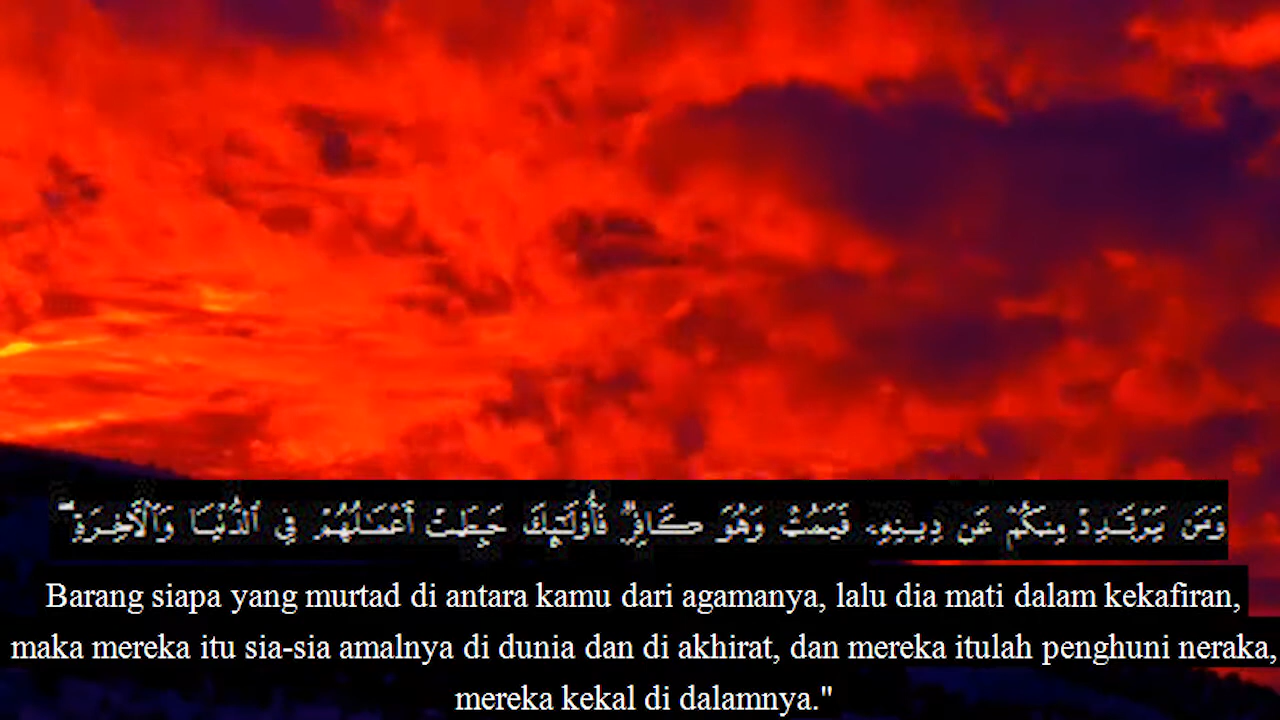 وَمَن يَرْتَدِدْ مِنكُمْ عَن دِينِهِۦ فَيَمُتْ وَهُوَ كَافِرٌ فَأُو۟لَـٰٓئِكَ حَبِطَتْ أَعْمَـٰلُهُمْ فِى ٱلدُّنْيَا وَٱلْـَٔاخِرَةِ ۖ
Barang siapa yang murtad di antara kamu dari agamanya, lalu dia mati dalam kekafiran,
maka mereka itu sia-sia amalnya di dunia dan di akhirat, dan mereka itulah penghuni neraka,
mereka kekal di dalamnya."